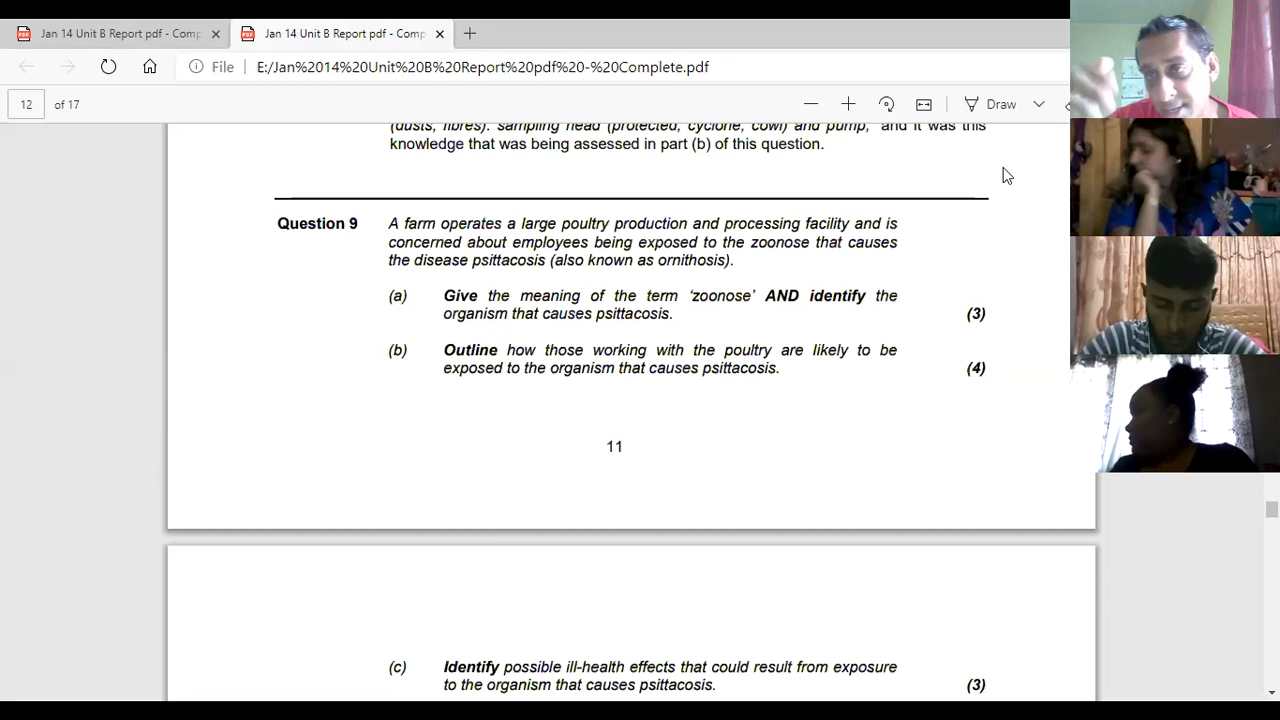 Jan 14 Unit B Report pdf - Comp
Jan 14 Unit B Report pdf - Comp
File E:/Jan%2014%20Unit%20B%20Report%20pdf%20-%20Complete.pdf
12 of 17
Draw
(dusts, fibres): sampling head (protected, cyclone, cowl) and pump, and it was this
knowledge that was being assessed in part (b) of this question.
Question 9 A farm operates a large poultry production and processing facility and is
concerned about employees being exposed to the zoonose that causes
the disease psittacosis (also known as ornithosis).
(a) Give the meaning of the term 'zoonose' AND identify the
organism that causes psittacosis. (3)
(b) Outline how those working with the poultry are likely to be
exposed to the organism that causes psittacosis. (4)
11
(c) Identify possible ill-health effects that could result from exposure
to the organism that causes psittacosis. (3)